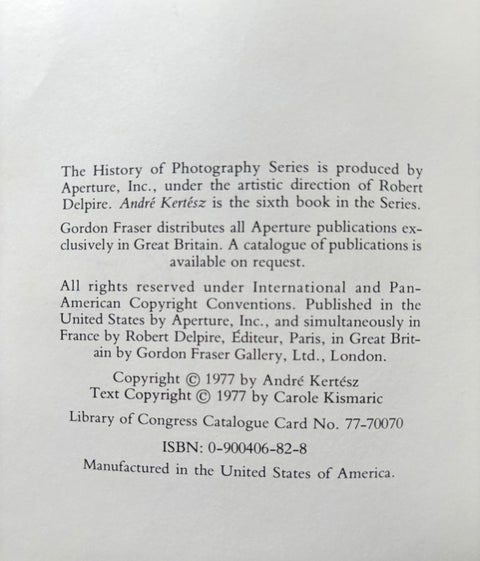 The History of Photography Series is produced by
Aperture, Inc., under the artistic direction of Robert
Delpire. André Kertész is the sixth book in the Series.
Gordon Fraser distributes all Aperture publications ex-
clusively in Great Britain. A catalogue of publications is
available on request.
All rights reserved under International and Pan-
American Copyright Conventions. Published in the
United States by Aperture, Inc., and simultaneously in
France by Robert Delpire, Éditeur, Paris, in Great Brit-
ain by Gordon Fraser Gallery, Ltd., London.
Copyright © 1977 by André Kertész
Text Copyright © 1977 by Carole Kismaric
Library of Congress Catalogue Card No. 77-70070
ISBN: 0-900406-82-8
Manufactured in the United States of America.